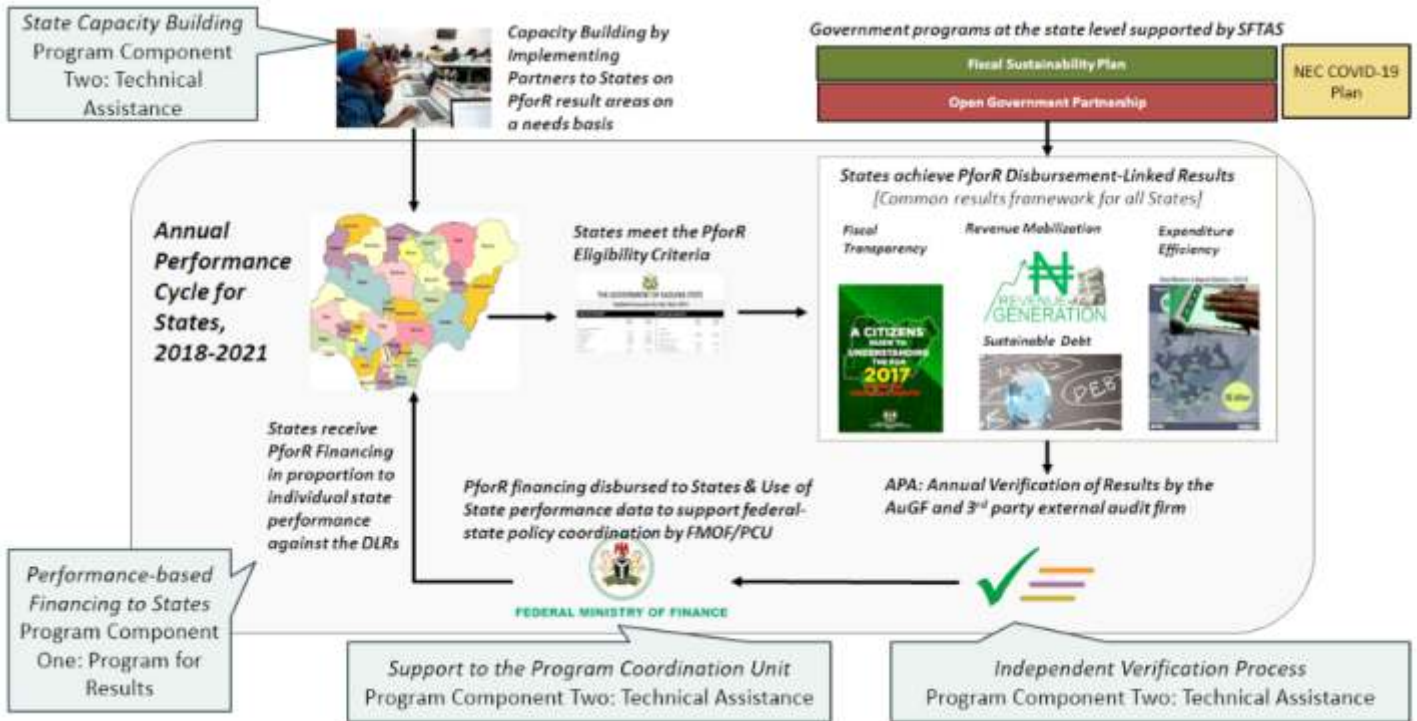 State Capacity Building
Program Component
Two: Technical
Assistance
Capacity Building by
Implementing
Partners to States on
PforR result areas on
a needs basis
Government programs at the state level supported by SFTAS
Fiscal Sustainability Plan
Open Government Partnership
NEC COVID-19
Plan
Annual
Performance
Cycle for
States,
2018-2021
States meet the PforR
Eligibility Criteria
THE GOVERNMENT OF KADUNA STATE
States achieve PforR Disbursement-Linked Results
[Common results framework for all States]
Fiscal
Transparency
Revenue Mobilization
Expenditure
Efficiency
A CITIZENS'
GUIDE TO
UNDERSTANDING
2017
REVENUE
GENERATION
Sustainable Debt
DEBT
States receive
PforR Financing
in proportion to
individual state
performance
against the DLRs
PforR financing disbursed to States & Use of
State performance data to support federal-
state policy coordination by FMOF/PCU
FEDERAL MINISTRY OF FINANCE
APA: Annual Verification of Results by the
AuGF and 3rd party external audit firm
Performance-based
Financing to States
Program Component
One: Program for
Results
Support to the Program Coordination Unit
Program Component Two: Technical Assistance
Independent Verification Process
Program Component Two: Technical Assistance